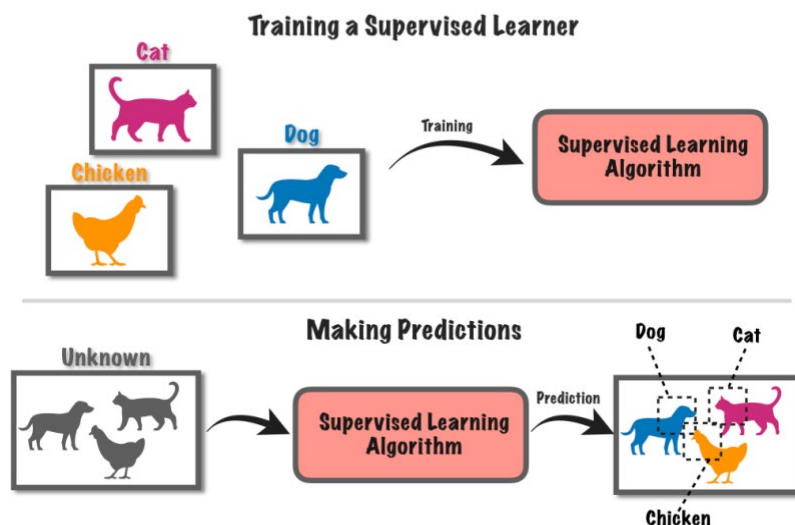 Training a Supervised Learner
Cat
Dog
Chicken
Training
Supervised Learning
Algorithm
Making Predictions
Unknown
Supervised Learning
Algorithm
Prediction
Dog
Cat
Chicken